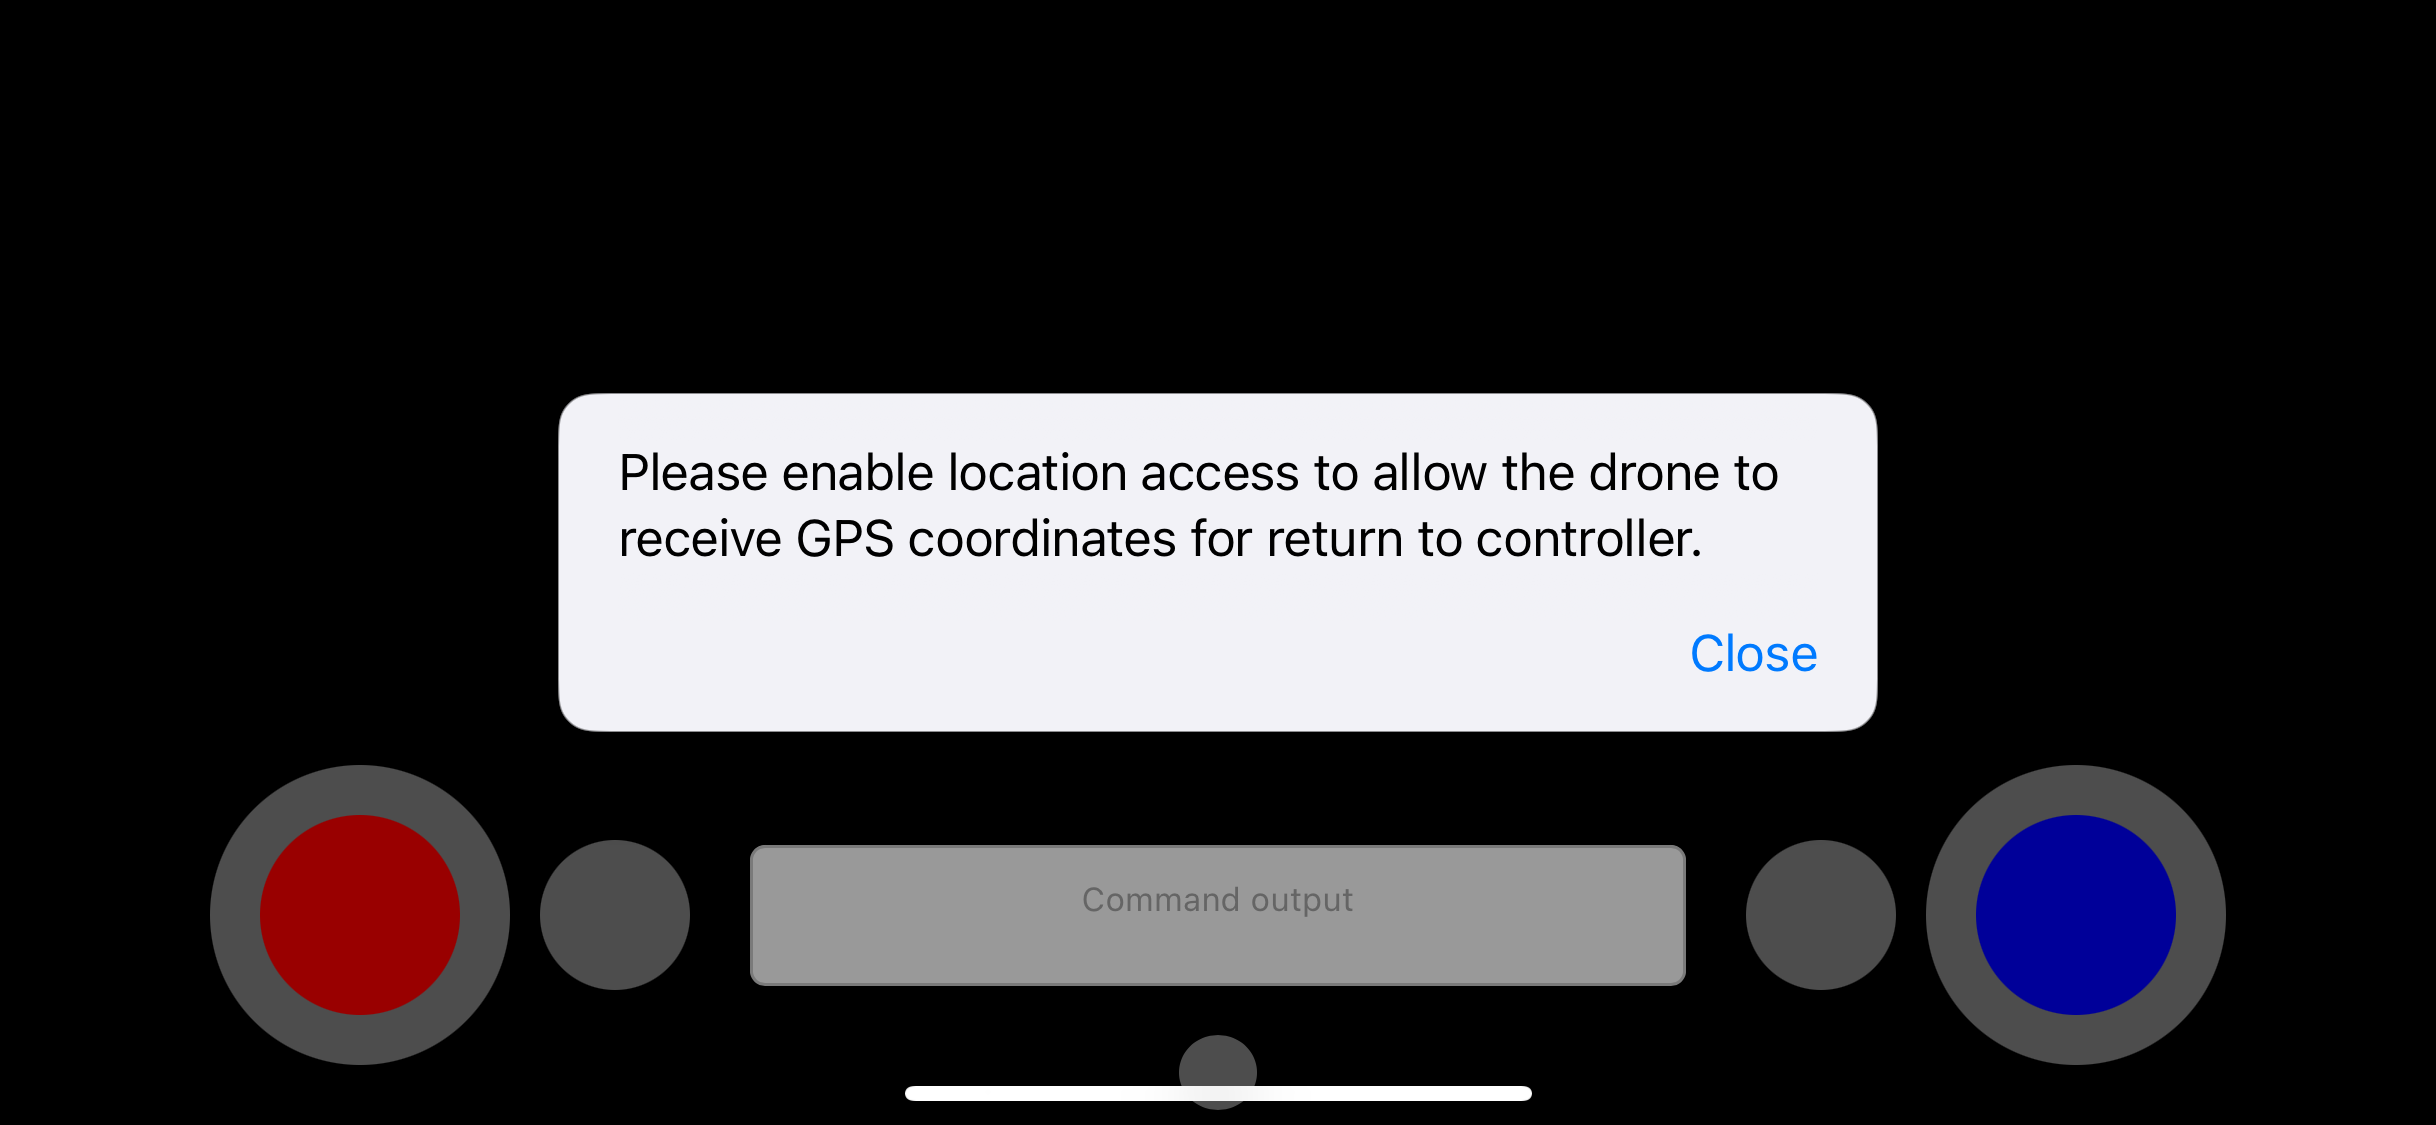 Please enable location access to allow the drone to
receive GPS coordinates for return to controller.
Close
Command output